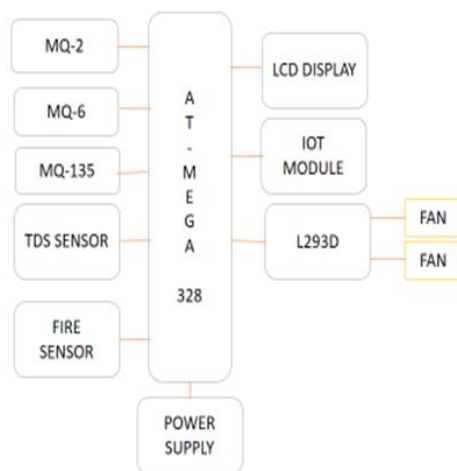 MQ-2
MQ-6
MQ-135
TDS SENSOR
FIRE
SENSOR
A
T
-
M
E
G
A
328
POWER
SUPPLY
LCD DISPLAY
IOT
MODULE
L293D
FAN
FAN